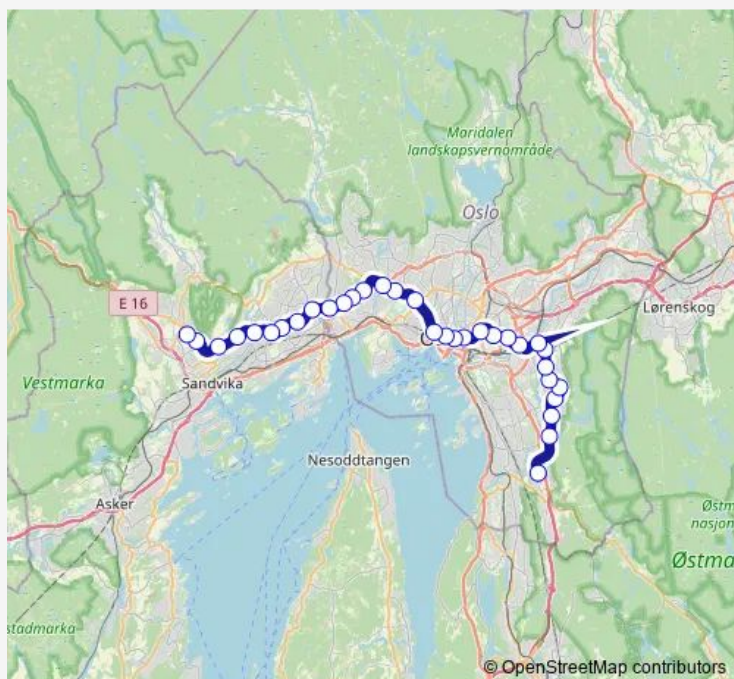 Maridalen
landskapsvernområde
Oslo
E 16
Lørenskog
Vestmarka
Sandvika
Nesoddtangen
Asker
Østm
nasjon
Østma
stadmarka
© OpenStreetMap contributors